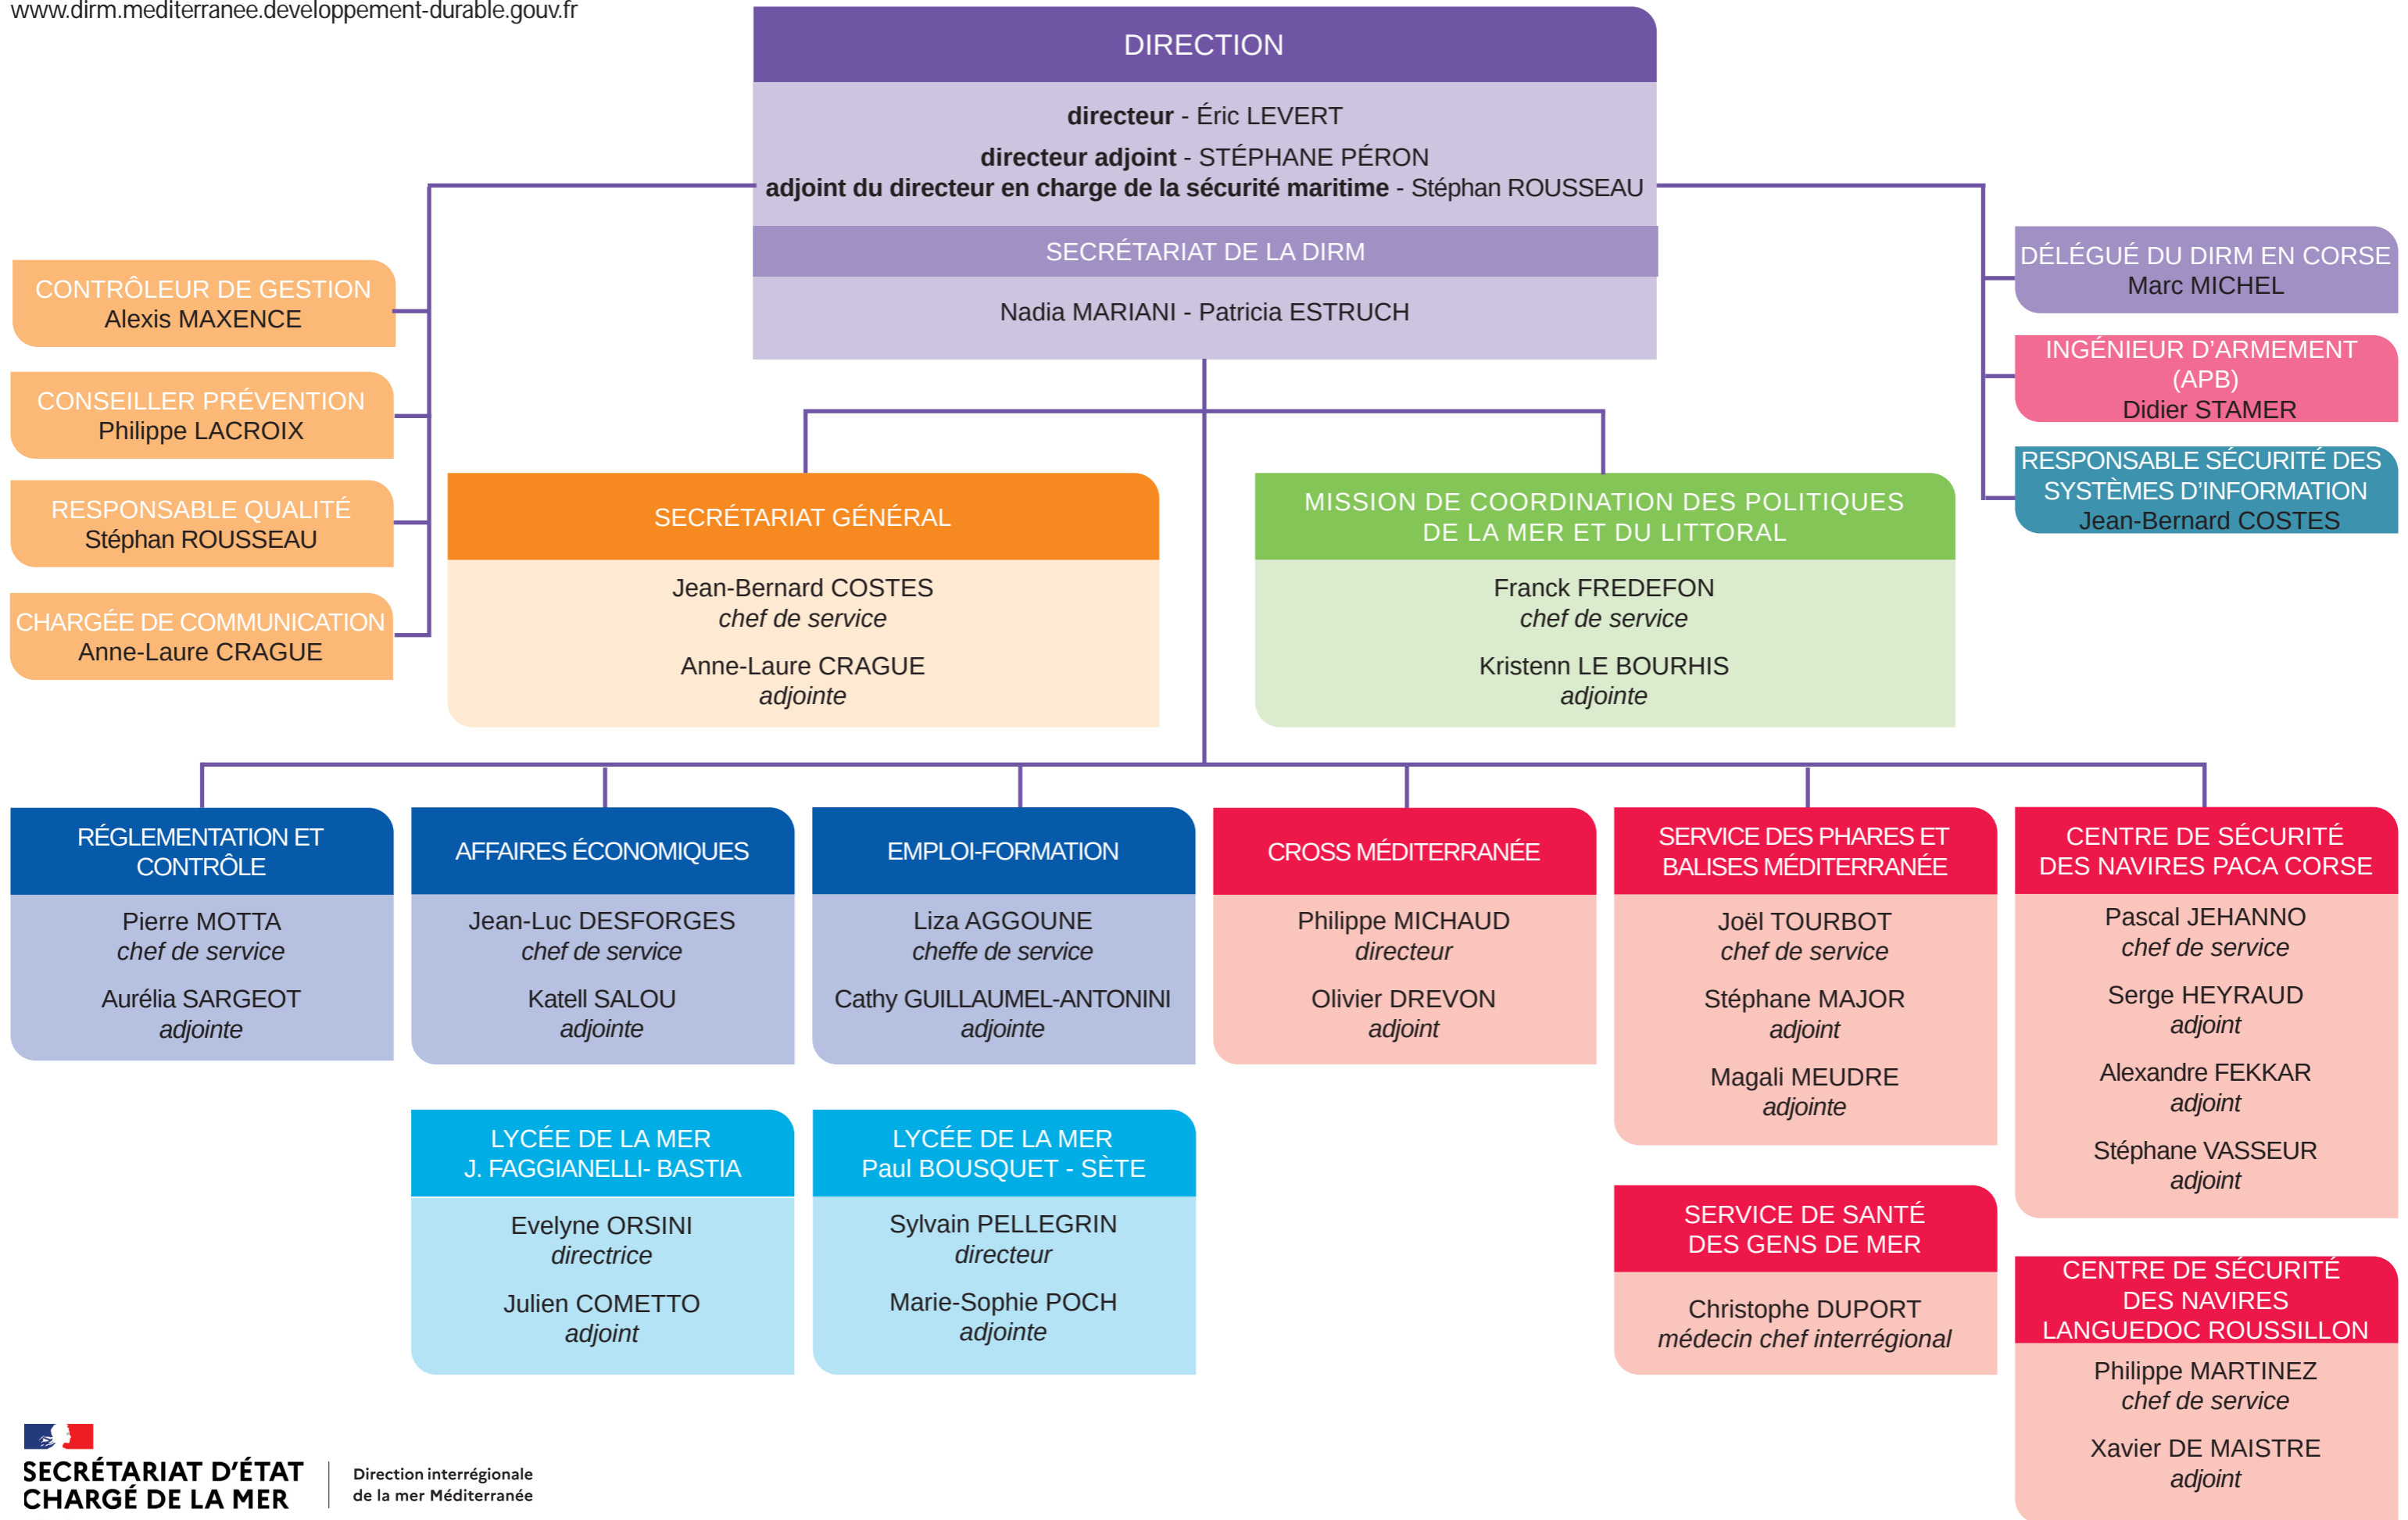 www.dirm.mediterranee.developpement-durable.gouv.fr
DIRECTION
directeur - Éric LEVERT
directeur adjoint - STÉPHANE PÉRON
adjoint du directeur en charge de la sécurité maritime - Stéphan ROUSSEAU
SECRÉTARIAT DE LA DIRM
Nadia MARIANI - Patricia ESTRUCH
CONTRÔLEUR DE GESTION
Alexis MAXENCE
CONSEILLER PRÉVENTION
Philippe LACROIX
RESPONSABLE QUALITÉ
Stéphan ROUSSEAU
CHARGÉE DE COMMUNICATION
Anne-Laure CRAGUE
DÉLÉGUÉ DU DIRM EN CORSE
Marc MICHEL
INGÉNIEUR D’ARMEMENT
(APB)
Didier STAMER
RESPONSABLE SÉCURITÉ DES
SYSTÈMES D’INFORMATION
Jean-Bernard COSTES
SECRÉTARIAT GÉNÉRAL
Jean-Bernard COSTES
chef de service
Anne-Laure CRAGUE
adjointe
MISSION DE COORDINATION DES POLITIQUES
DE LA MER ET DU LITTORAL
Franck FREDEFON
chef de service
Kristenn LE BOURHIS
adjointe
RÉGLEMENTATION ET
CONTRÔLE
Pierre MOTTA
chef de service
Aurélia SARGEOT
adjointe
AFFAIRES ÉCONOMIQUES
Jean-Luc DESFORGES
chef de service
Katell SALOU
adjointe
EMPLOI-FORMATION
Liza AGGOUNE
cheffe de service
Cathy GUILLAUMEL-ANTONINI
adjointe
CROSS MÉDITERRANÉE
Philippe MICHAUD
directeur
Olivier DREVON
adjoint
SERVICE DES PHARES ET
BALISES MÉDITERRANÉE
Joël TOURBOT
chef de service
Stéphane MAJOR
adjoint
Magali MEUDRE
adjointe
CENTRE DE SÉCURITÉ
DES NAVIRES PACA CORSE
Pascal JEHANNO
chef de service
Serge HEYRAUD
adjoint
Alexandre FEKKAR
adjoint
Stéphane VASSEUR
adjoint
LYCÉE DE LA MER
J. FAGGIANELLI- BASTIA
Evelyne ORSINI
directrice
Julien COMETTO
adjoint
LYCÉE DE LA MER
Paul BOUSQUET - SÈTE
Sylvain PELLEGRIN
directeur
Marie-Sophie POCH
adjointe
SERVICE DE SANTÉ
DES GENS DE MER
Christophe DUPORT
médecin chef interrégional
CENTRE DE SÉCURITÉ
DES NAVIRES
LANGUEDOC ROUSSILLON
Philippe MARTINEZ
chef de service
Xavier DE MAISTRE
adjoint
SECRÉTARIAT D’ÉTAT
CHARGÉ DE LA MER
Direction interrégionale
de la mer Méditerranée